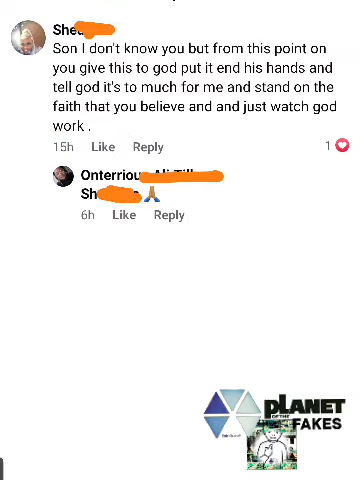 She
Son I don't know you but from this point on
you give this to god put it end his hands and
tell god it's to much for me and stand on the
faith that you believe and and just watch god
work .
15h Like Reply 1
Onterriou
Sh 🙏🏽
6h Like Reply
PLANET
OF THE
FAKES